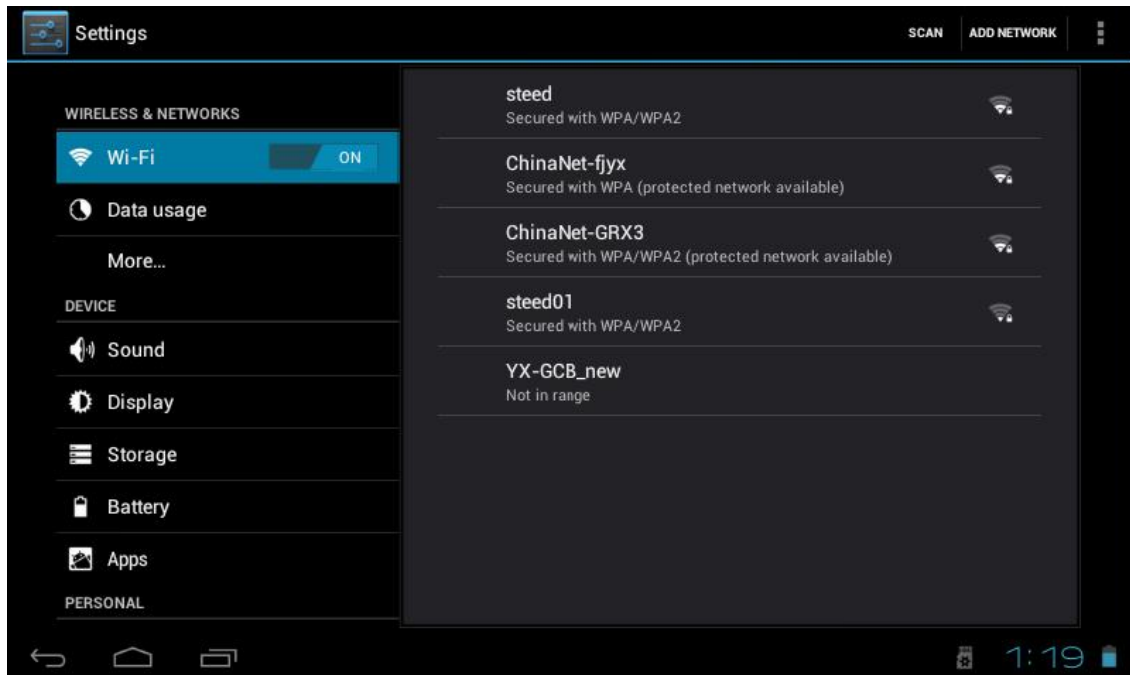 Settings
SCAN
ADD NETWORK
WIRELESS & NETWORKS
Wi-Fi
ON
Data usage
More...
DEVICE
Sound
Display
Storage
Battery
Apps
PERSONAL
steed
Secured with WPA/WPA2
ChinaNet-fjyx
Secured with WPA (protected network available)
ChinaNet-GRX3
Secured with WPA/WPA2 (protected network available)
steed01
Secured with WPA/WPA2
YX-GCB_new
Not in range
1:19